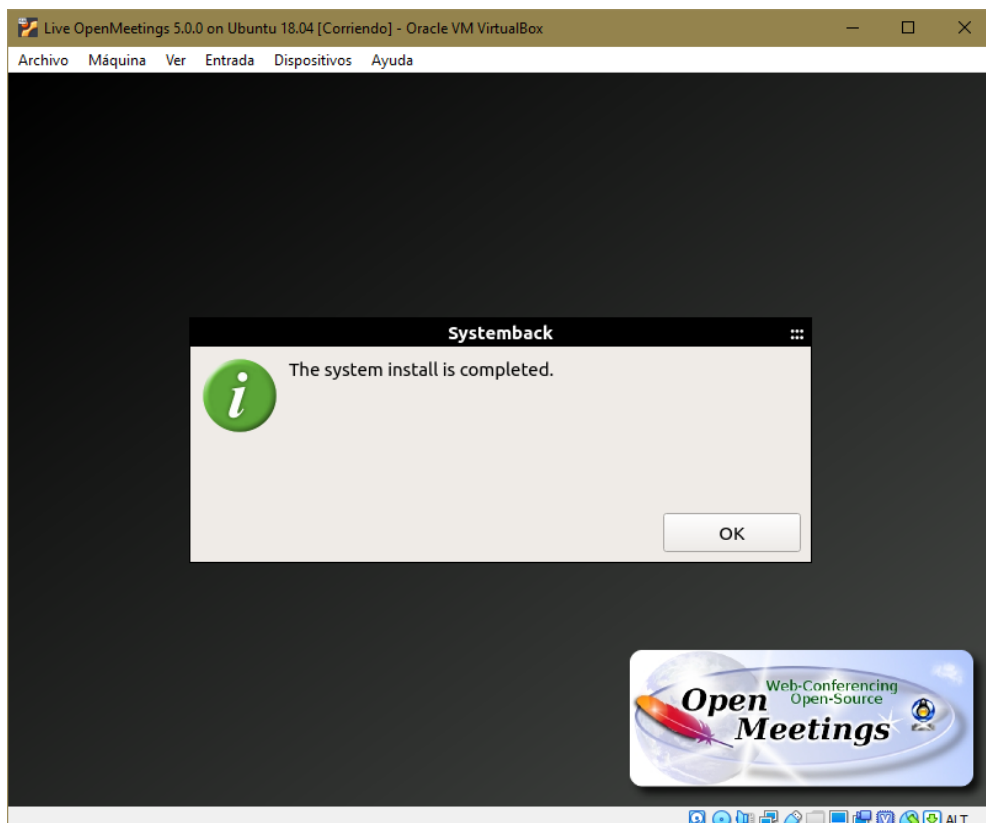 Live OpenMeetings 5.0.0 on Ubuntu 18.04 [Corriendo] - Oracle VM VirtualBox
Archivo Máquina Ver Entrada Dispositivos Ayuda
Systemback
i The system install is completed.
OK
Web-Conferencing
Open Open-Source
Meetings
ALT